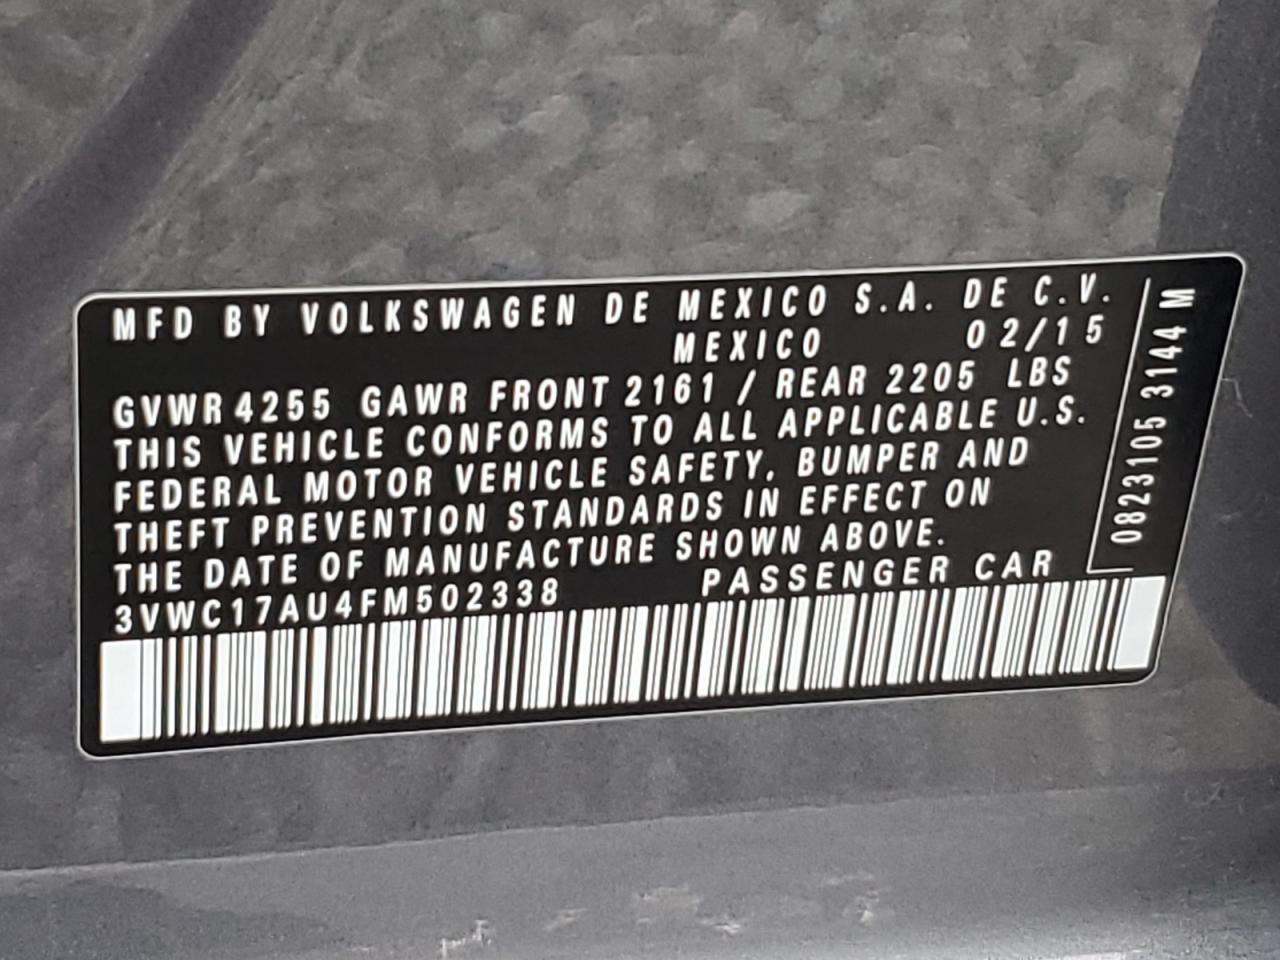 MFD BY VOLKSWAGEN DE MEXICO S.A. DE C.V.
MEXICO 02/15
GVWR 4255 GAWR FRONT 2161 / REAR 2205 LBS
THIS VEHICLE CONFORMS TO ALL APPLICABLE U.S.
FEDERAL MOTOR VEHICLE SAFETY, BUMPER AND
THEFT PREVENTION STANDARDS IN EFFECT ON
THE DATE OF MANUFACTURE SHOWN ABOVE.
3VWC17AU4FM502338 PASSENGER CAR
0823105 3144 M